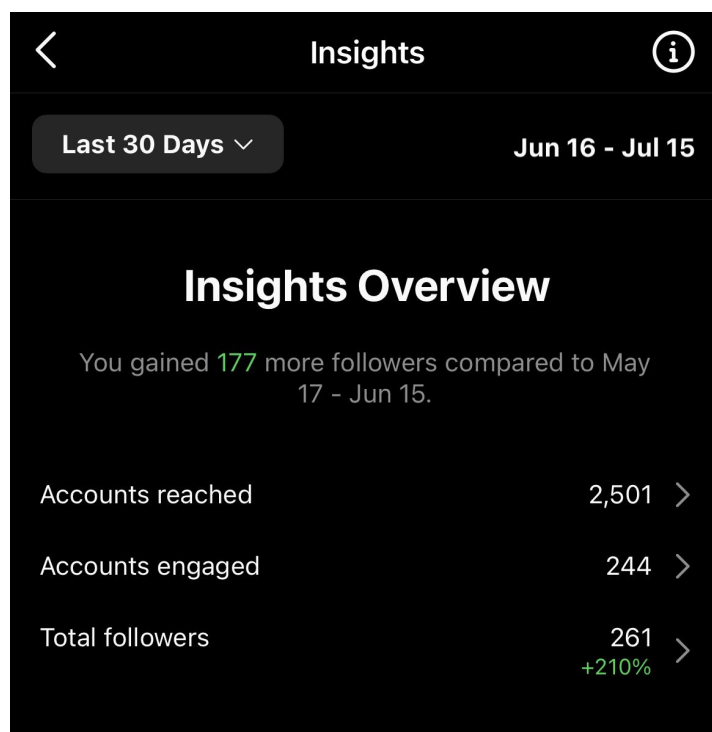 Insights
Last 30 Days
Jun 16 - Jul 15
Insights Overview
You gained 177 more followers compared to May
17 - Jun 15.
Accounts reached 2,501
Accounts engaged 244
Total followers 261
+210%